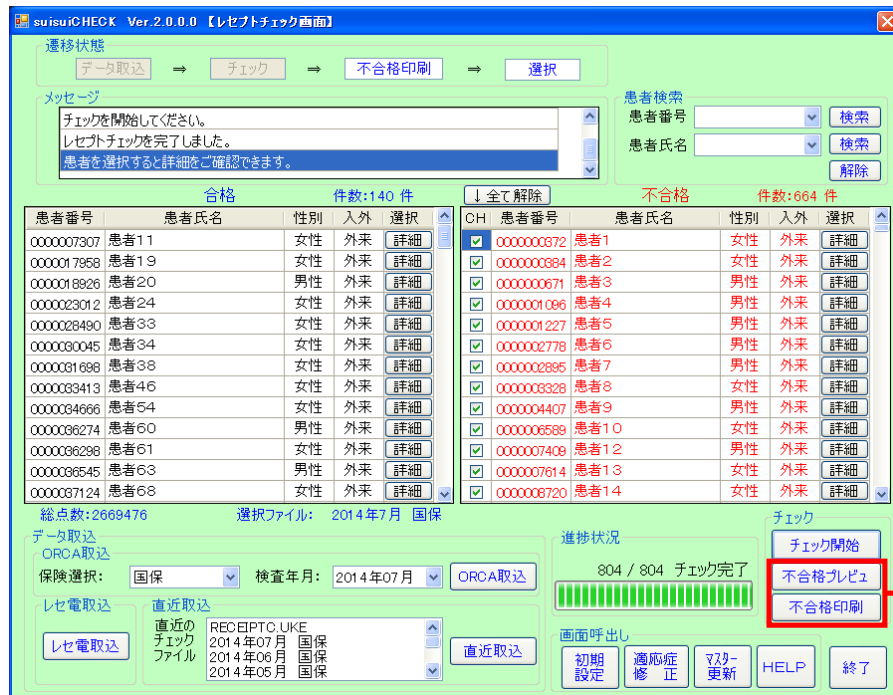 suisuiCHECK Ver.2.0.0.0 【レセプトチェック画面】
遷移状態
データ取込 ⇒ チェック ⇒ 不合格印刷 ⇒ 選択
メッセージ
チェックを開始してください。
レセプトチェックを完了しました。
患者を選択すると詳細をご確認できます。
患者検索
患者番号 検索
患者氏名 検索
解除
合格 件数:140 件
患者番号 患者氏名 性別 入外 選択
0000007307 患者11 女性 外来 詳細
0000017958 患者19 女性 外来 詳細
0000018926 患者20 男性 外来 詳細
0000023012 患者24 女性 外来 詳細
0000028490 患者33 女性 外来 詳細
0000030045 患者34 女性 外来 詳細
0000031698 患者38 女性 外来 詳細
0000033413 患者46 女性 外来 詳細
0000034666 患者54 女性 外来 詳細
0000036274 患者60 男性 外来 詳細
0000036298 患者61 女性 外来 詳細
0000036545 患者63 男性 外来 詳細
0000037124 患者68 女性 外来 詳細
↓全て解除 不合格 件数:664 件
CH 患者番号 患者氏名 性別 入外 選択
0000000372 患者1 女性 外来 詳細
0000000384 患者2 女性 外来 詳細
0000000671 患者3 男性 外来 詳細
0000001096 患者4 男性 外来 詳細
0000001227 患者5 男性 外来 詳細
0000002778 患者6 男性 外来 詳細
0000002895 患者7 男性 外来 詳細
0000003328 患者8 女性 外来 詳細
0000004407 患者9 男性 外来 詳細
0000006589 患者10 女性 外来 詳細
0000007409 患者12 男性 外来 詳細
0000007614 患者13 女性 外来 詳細
0000008720 患者14 女性 外来 詳細
総点数:2669476 選択ファイル: 2014年7月 国保
データ取込
ORCA取込
保険選択: 国保 検査年月: 2014年07月 ORCA取込
レセ電取込
レセ電取込
直近取込
直近のチェックファイル
RECEIPTC.UKE
2014年07月 国保
2014年06月 国保
2014年05月 国保
直近取込
進捗状況
804 / 804 チェック完了
チェック
チェック開始
不合格プレビュ
不合格印刷
画面呼出し
初期設定 適応症修正 マスター更新 HELP 終了